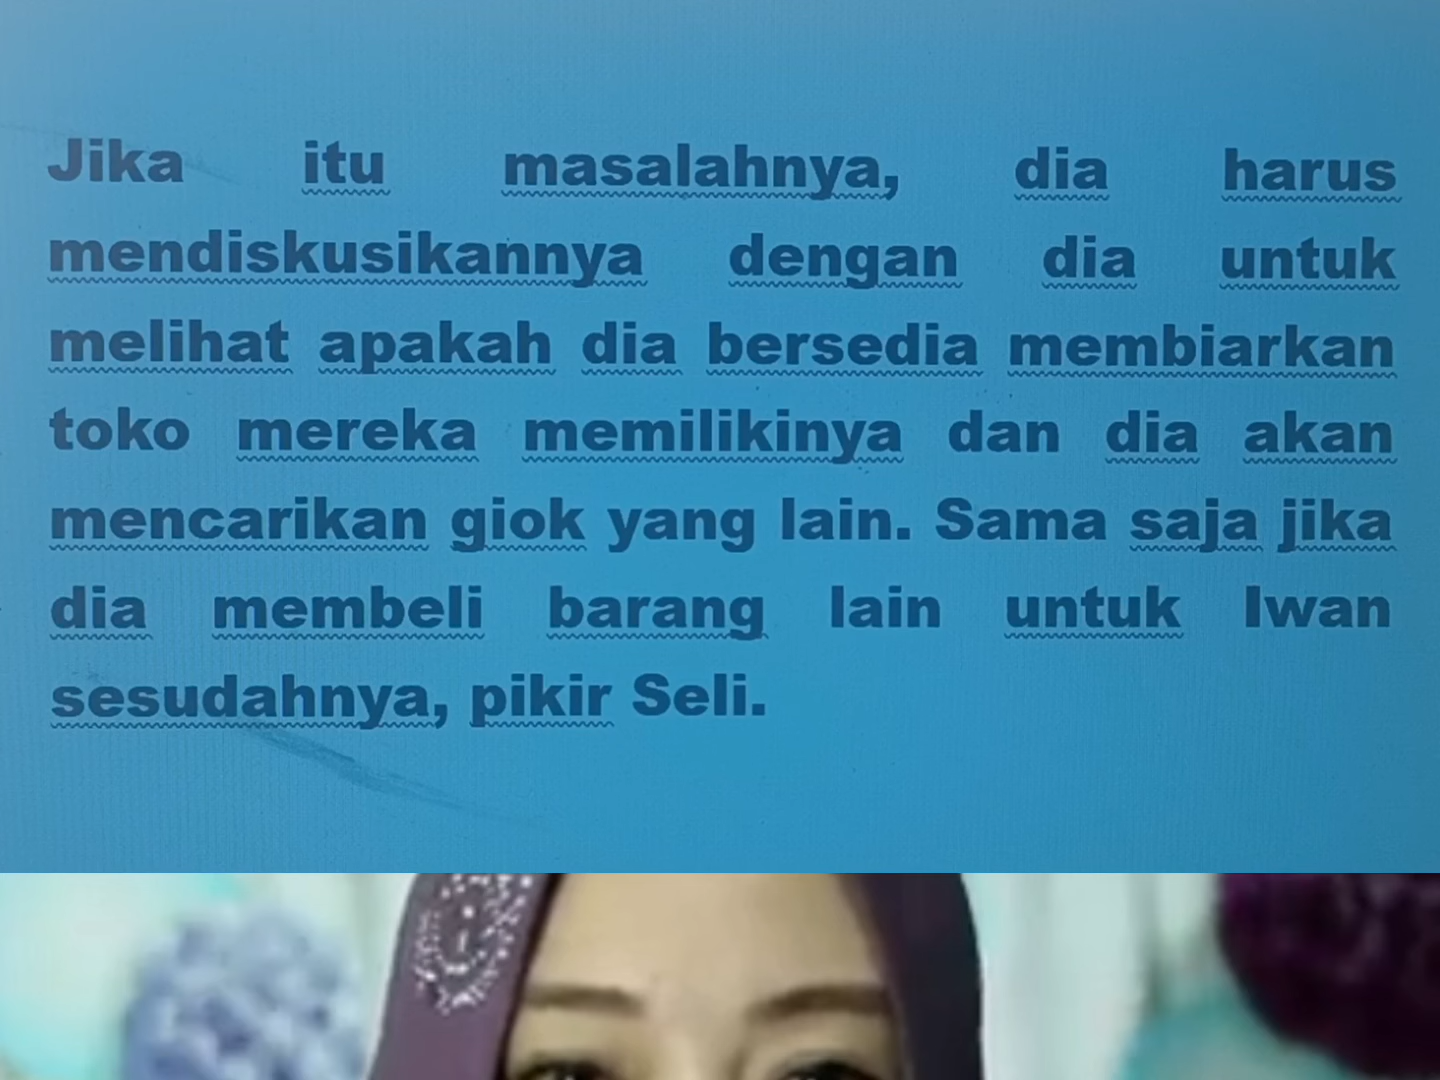 Jika itu masalahnya, dia harus
mendiskusikannya dengan dia untuk
melihat apakah dia bersedia membiarkan
toko mereka memilikinya dan dia akan
mencarikan giok yang lain. Sama saja jika
dia membeli barang lain untuk Iwan
sesudahnya, pikir Seli.